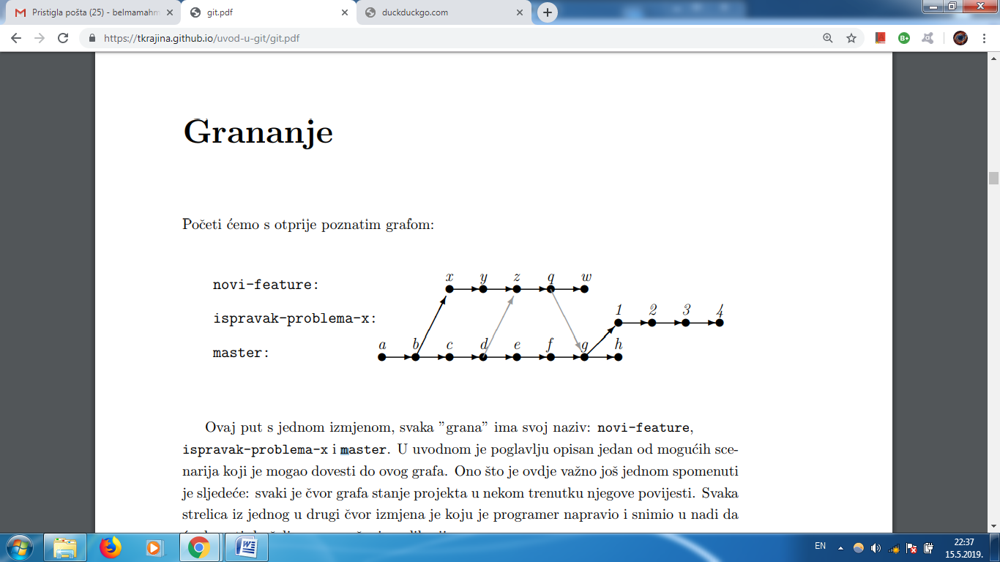 Pristigla pošta (25) - belmamahm
git.pdf
duckduckgo.com
https://tkrajina.github.io/uvod-u-git/git.pdf
Grananje
Početi ćemo s otprije poznatim grafom:
x y z q w
novi-feature:
1 2 3 4
ispravak-problema-x:
a b c d e f g h
master:
Ovaj put s jednom izmjenom, svaka ”grana” ima svoj naziv: novi-feature,
ispravak-problema-x i master. U uvodnom je poglavlju opisan jedan od mogućih sce-
narija koji je mogao dovesti do ovog grafa. Ono što je ovdje važno još jednom spomenuti
je sljedeće: svaki je čvor grafa stanje projekta u nekom trenutku njegove povijesti. Svaka
strelica iz jednog u drugi čvor izmjena je koju je programer napravio i snimio u nadi da
EN
22:37
15.5.2019.